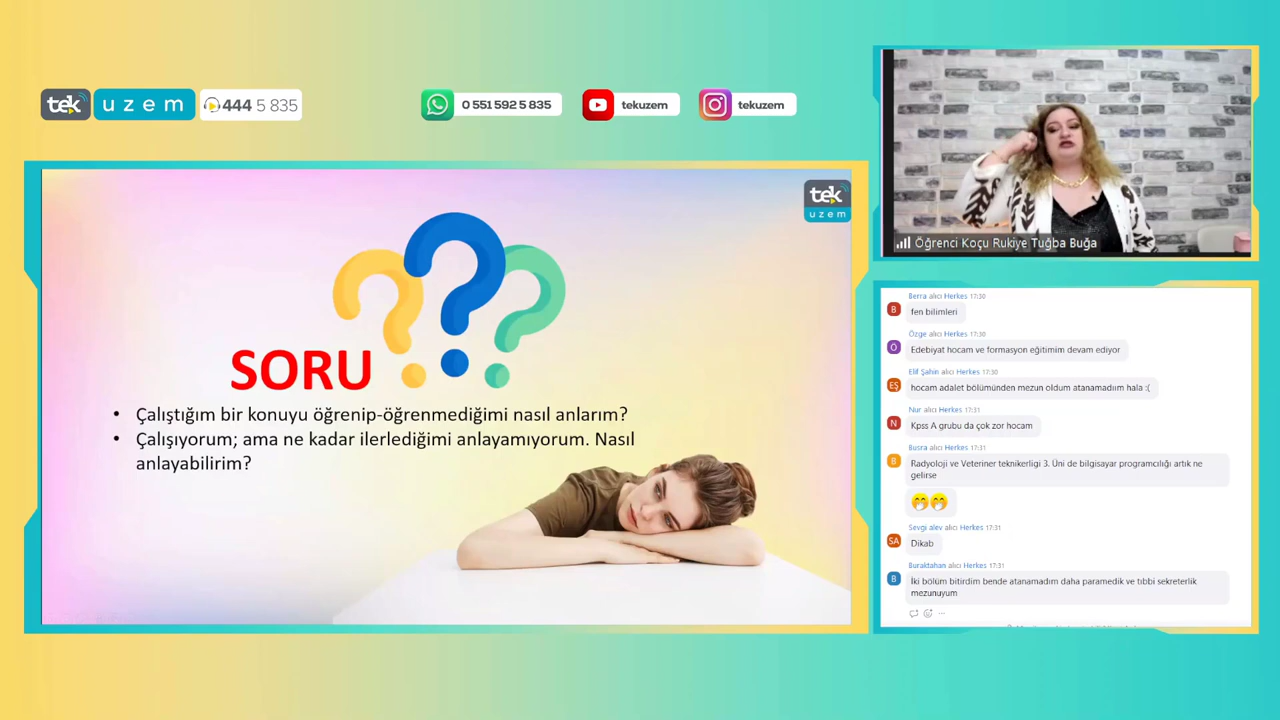 tek uzem 444 5 835
0 551 592 5 835
tekuzem
tekuzem
tek
uzem
SORU
• Çalıştığım bir konuyu öğrenip-öğrenmediğimi nasıl anlarım?
• Çalışıyorum; ama ne kadar ilerlediğimi anlayamıyorum. Nasıl
anlayabilirim?
Öğrenci Koçu Rukiye Tuğba Buğa
Berra alıcı Herkes 17:30
B
fen bilimleri
Özge alıcı Herkes 17:30
Ö
Edebiyat hocam ve formasyon eğitimim devam ediyor
Elif Şahin alıcı Herkes 17:30
EŞ
hocam adalet bölümünden mezun oldum atanamadıım hala :(
Nur alıcı Herkes 17:31
N
Kpss A grubu da çok zor hocam
Busra alıcı Herkes 17:31
B
Radyoloji ve Veteriner teknikerligi 3. Üni de bilgisayar programcılığı artık ne
gelirse
Sevgi alev alıcı Herkes 17:31
SA
Dikab
Buraktahan alıcı Herkes 17:31
B
İki bölüm bitirdim bende atanamadım daha paramedik ve tıbbi sekreterlik
mezunuyum